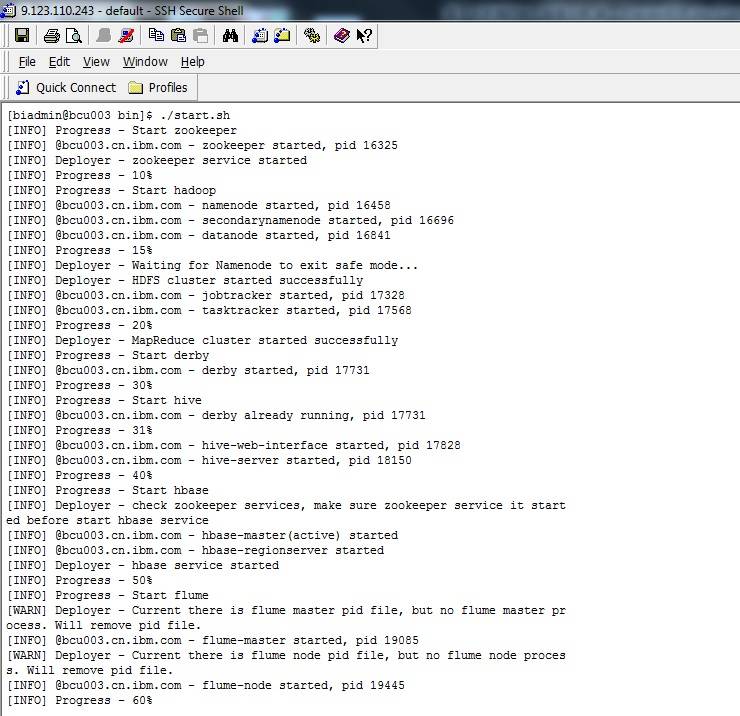 9.123.110.243 - default - SSH Secure Shell
File Edit View Window Help
Quick Connect Profiles
[biadmin@bcu003 bin]$ ./start.sh
[INFO] Progress - Start zookeeper
[INFO] @bcu003.cn.ibm.com - zookeeper started, pid 16325
[INFO] Deployer - zookeeper service started
[INFO] Progress - 10%
[INFO] Progress - Start hadoop
[INFO] @bcu003.cn.ibm.com - namenode started, pid 16458
[INFO] @bcu003.cn.ibm.com - secondarynamenode started, pid 16696
[INFO] @bcu003.cn.ibm.com - datanode started, pid 16841
[INFO] Progress - 15%
[INFO] Deployer - Waiting for Namenode to exit safe mode...
[INFO] Deployer - HDFS cluster started successfully
[INFO] @bcu003.cn.ibm.com - jobtracker started, pid 17328
[INFO] @bcu003.cn.ibm.com - tasktracker started, pid 17568
[INFO] Progress - 20%
[INFO] Deployer - MapReduce cluster started successfully
[INFO] Progress - Start derby
[INFO] @bcu003.cn.ibm.com - derby started, pid 17731
[INFO] Progress - 30%
[INFO] Progress - Start hive
[INFO] @bcu003.cn.ibm.com - derby already running, pid 17731
[INFO] Progress - 31%
[INFO] @bcu003.cn.ibm.com - hive-web-interface started, pid 17828
[INFO] @bcu003.cn.ibm.com - hive-server started, pid 18150
[INFO] Progress - 40%
[INFO] Progress - Start hbase
[INFO] Deployer - check zookeeper services, make sure zookeeper service it start
ed before start hbase service
[INFO] @bcu003.cn.ibm.com - hbase-master(active) started
[INFO] @bcu003.cn.ibm.com - hbase-regionserver started
[INFO] Deployer - hbase service started
[INFO] Progress - 50%
[INFO] Progress - Start flume
[WARN] Deployer - Current there is flume master pid file, but no flume master pr
ocess. Will remove pid file.
[INFO] @bcu003.cn.ibm.com - flume-master started, pid 19085
[WARN] Deployer - Current there is flume node pid file, but no flume node proces
s. Will remove pid file.
[INFO] @bcu003.cn.ibm.com - flume-node started, pid 19445
[INFO] Progress - 60%